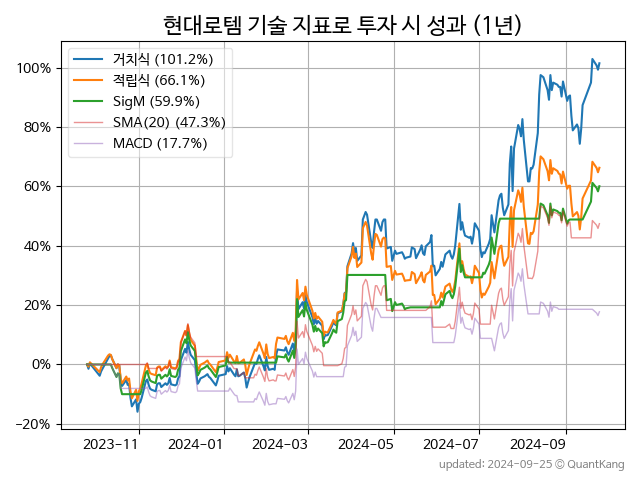 현대로템 기술 지표로 투자 시 성과 (1년)
거치식 (101.2%)
적립식 (66.1%)
SigM (59.9%)
SMA(20) (47.3%)
MACD (17.7%)
100%
80%
60%
40%
20%
0%
−20%
2023-11 2024-01 2024-03 2024-05 2024-07 2024-09
updated: 2024-09-25 © QuantKang